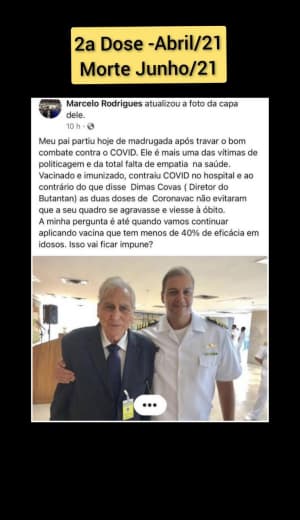 2a Dose -Abril/21
Morte Junho/21
Marcelo Rodrigues atualizou a foto da capa
dele.
10 h ·
Meu pai partiu hoje de madrugada após travar o bom
combate contra o COVID. Ele é mais uma das vítimas de
politicagem e da total falta de empatia na saúde.
Vacinado e imunizado, contraiu COVID no hospital e ao
contrário do que disse Dimas Covas ( Diretor do
Butantan) as duas doses de Coronavac não evitaram
que a seu quadro se agravasse e viesse à óbito.
A minha pergunta é até quando vamos continuar
aplicando vacina que tem menos de 40% de eficácia em
idosos. Isso vai ficar impune?